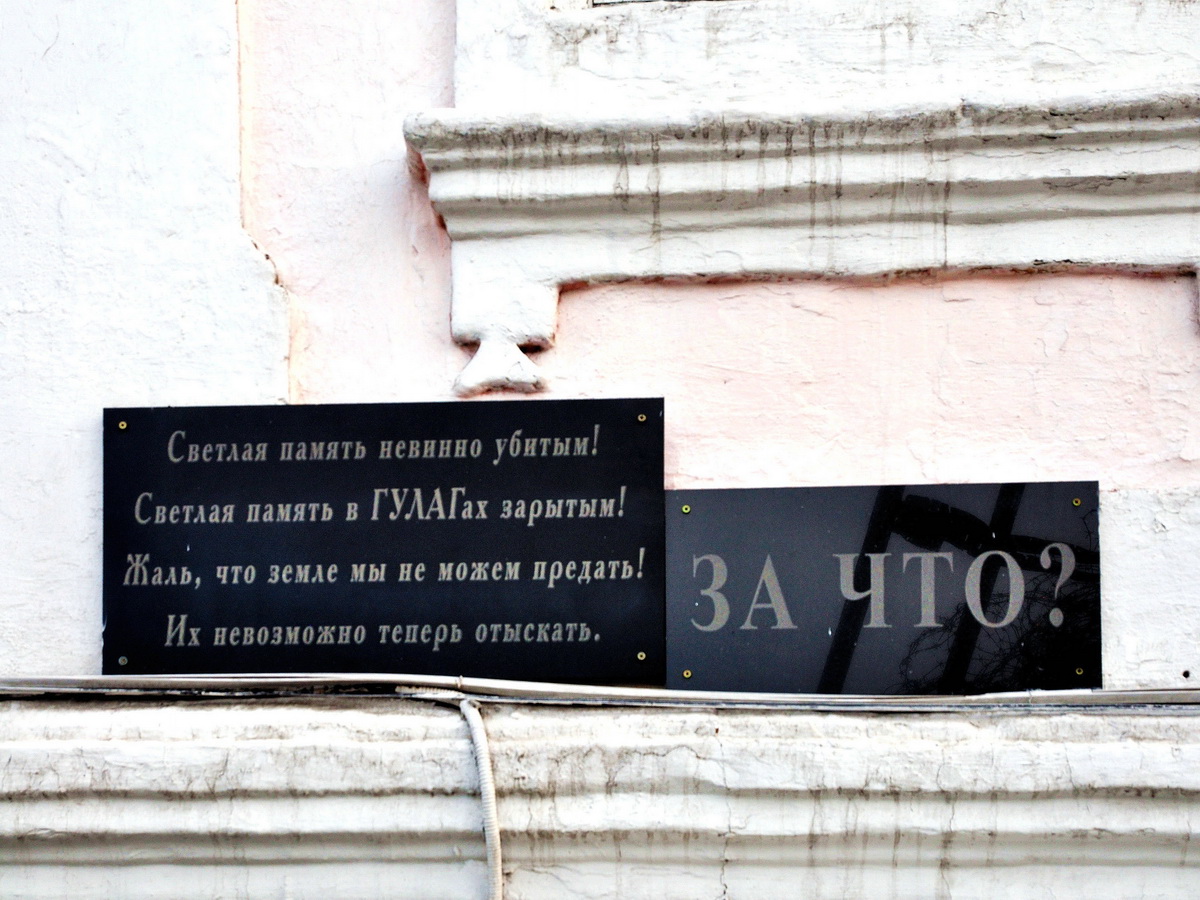 Светлая память невинно убитым!
Светлая память в ГУЛАГах зарытым!
Жаль, что земле мы не можем предать!
Их невозможно теперь отыскать.
ЗА ЧТО?